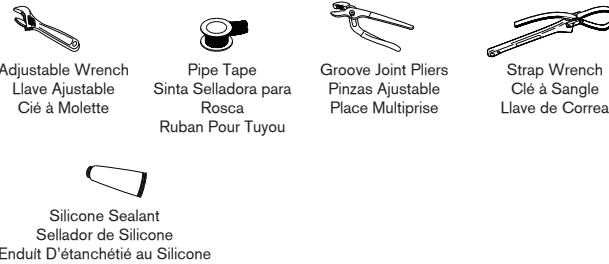 Adjustable Wrench
Llave Ajustable
Cié à Molette
Pipe Tape
Sinta Selladora para
Rosca
Ruban Pour Tuyou
Groove Joint Pliers
Pinzas Ajustable
Place Multiprise
Strap Wrench
Clé à Sangle
Llave de Correa
Silicone Sealant
Sellador de Silicone
Enduít D'étanchétié au Silicone